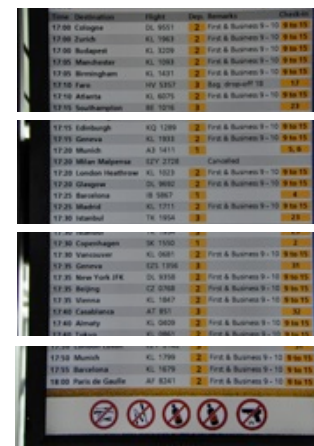 Time Destination Flight Dep. Remarks Check-in
17:00 Cologne DL 9551 2 First & Business 9 - 10 9 to 15
17:00 Zurich KL 1963 2 First & Business 9 - 10 9 to 15
17:00 Budapest KL 3209 2 First & Business 9 - 10 9 to 15
17:05 Manchester KL 1093 2 First & Business 9 - 10 9 to 15
17:05 Birmingham KL 1431 2 First & Business 9 - 10 9 to 15
17:10 Faro HV 5357 3 Bag drop-off 18 17
17:10 Atlanta KL 6075 2 First & Business 9 - 10 9 to 15
17:15 Southampton BE 1016 3 23
17:15 Edinburgh KQ 1289 2 First & Business 9 - 10 9 to 15
17:15 Geneva KL 1933 2 First & Business 9 - 10 9 to 15
17:20 Munich A3 1411 1 5, 6
17:20 Milan Malpensa EZY 2728 Cancelled
17:20 London Heathrow KL 1023 2 First & Business 9 - 10 9 to 15
17:20 Glasgow DL 9692 2 First & Business 9 - 10 9 to 15
17:25 Barcelona IB 5867 1 4
17:25 Madrid KL 1711 2 First & Business 9 - 10 9 to 15
17:30 Istanbul TK 1954 3 23
17:30 Copenhagen SK 1550 1 2
17:30 Vancouver KL 0681 2 First & Business 9 - 10 9 to 15
17:35 Geneva EZS 1356 3 31
17:35 New York JFK DL 9358 2 First & Business 9 - 10 9 to 15
17:35 Beijing CZ 0768 2 First & Business 9 - 10 9 to 15
17:35 Vienna KL 1847 2 First & Business 9 - 10 9 to 15
17:40 Casablanca AT 851 3 32
17:40 Almaty KL 0409 2 First & Business 9 - 10 9 to 15
17:50 Munich KL 1799 2 First & Business 9 - 10 9 to 15
17:55 Barcelona KL 1679 2 First & Business 9 - 10 9 to 15
18:00 Paris de Gaulle AF 8241 2 First & Business 9 - 10 9 to 15